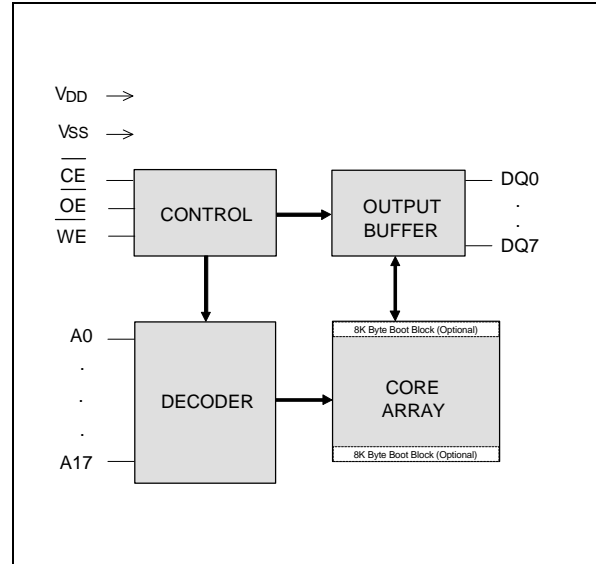 VDD
VSS
CE
OE
WE
CONTROL
OUTPUT
BUFFER
DQ0
.
.
DQ7
A0
.
.
.
A17
DECODER
8K Byte Boot Block (Optional)
CORE
ARRAY
8K Byte Boot Block (Optional)